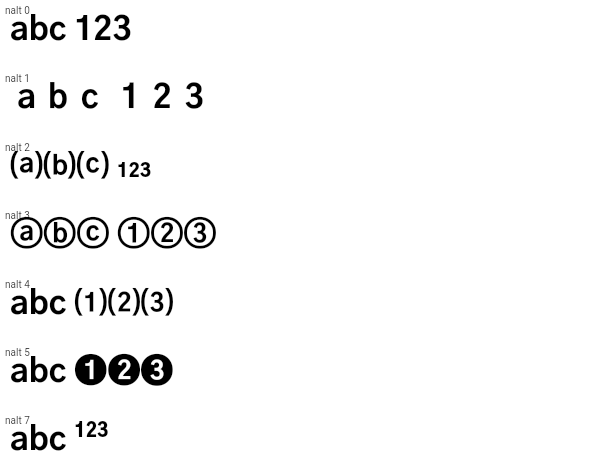 nalt 0
abc 123
nalt 1
a b c 1 2 3
nalt 2
(a)(b)(c) 123
nalt 3
ⓐⓑⓒ ①②③
nalt 4
abc (1)(2)(3)
nalt 5
abc ❶❷❸
nalt 7
abc 123